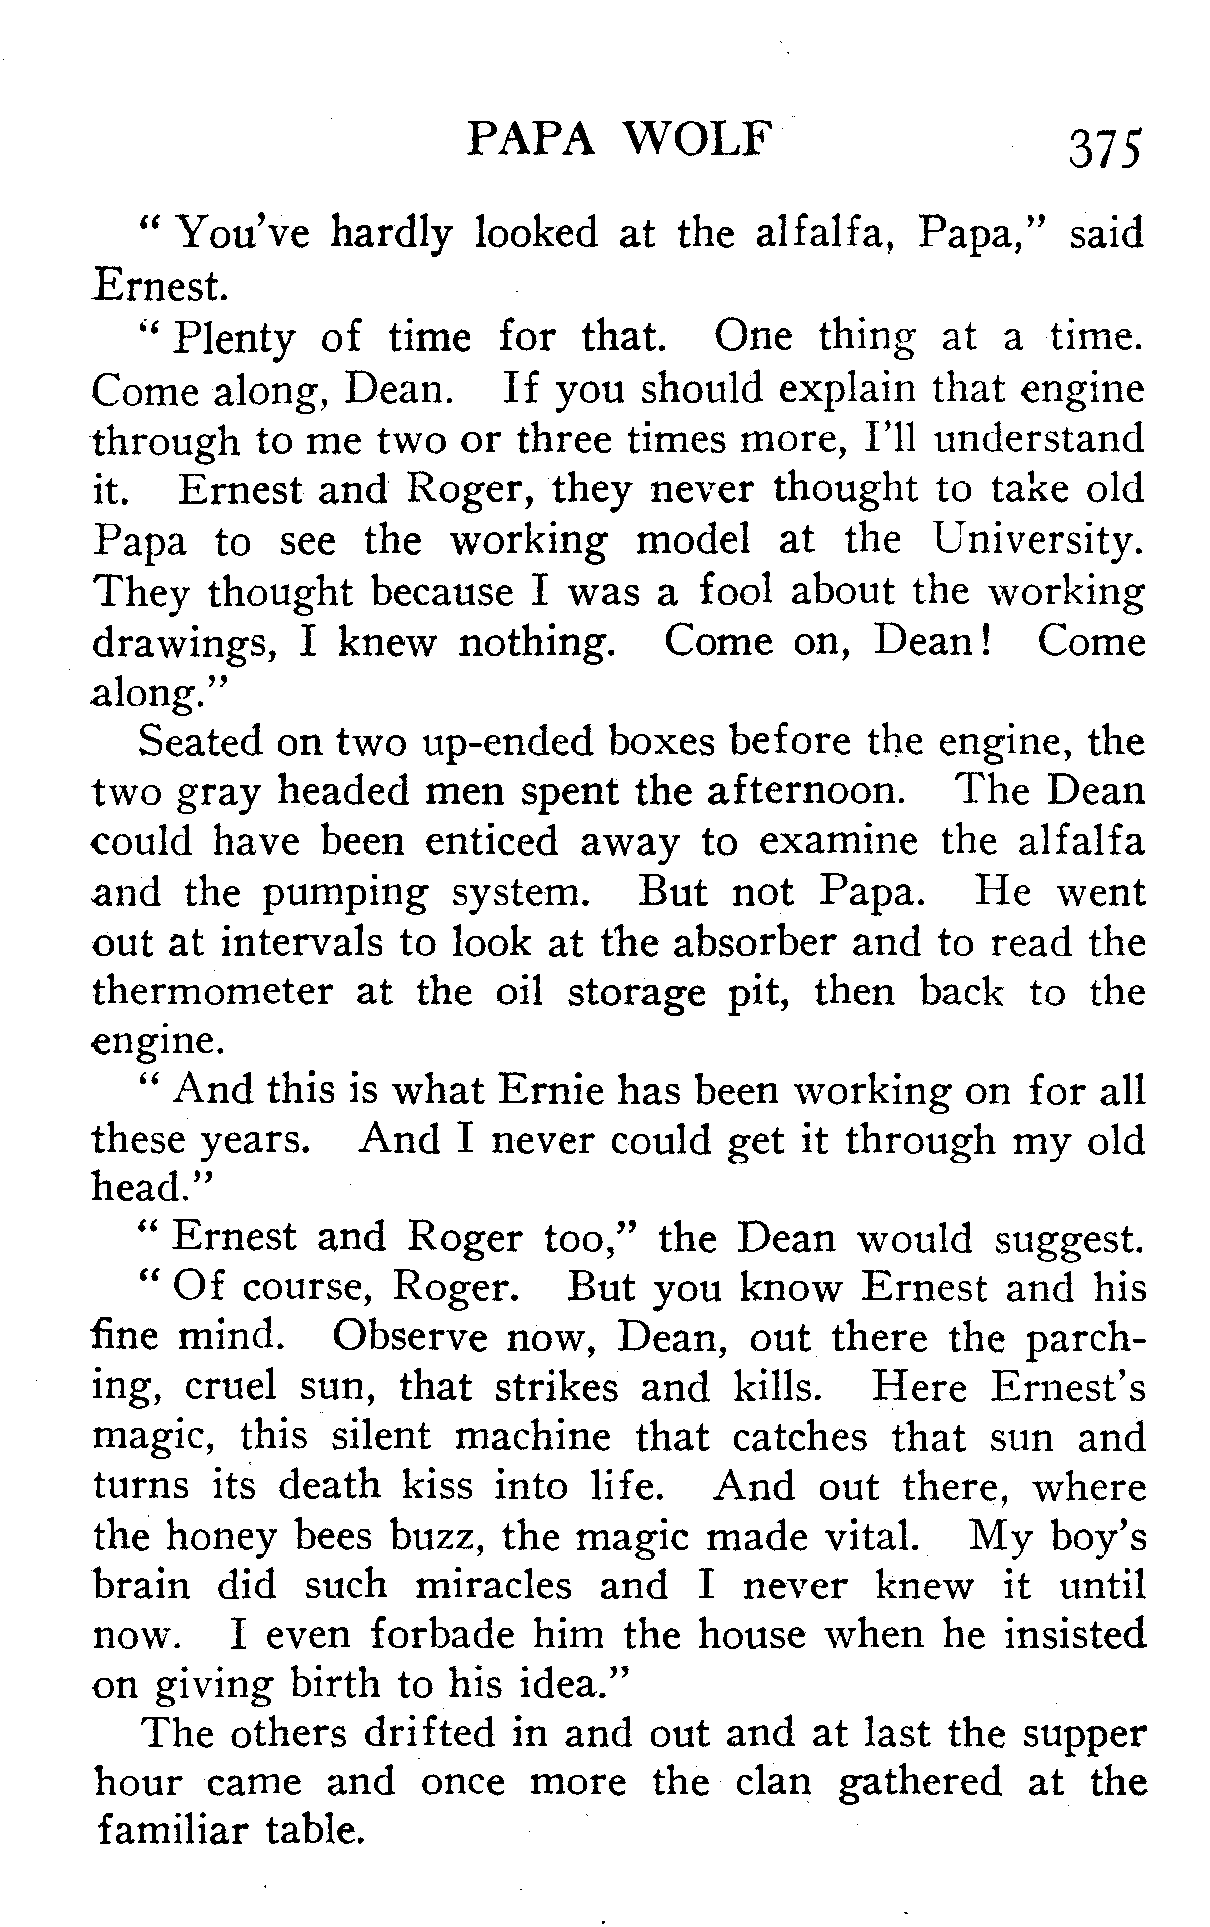 PAPA WOLF 375
“ You’ve hardly looked at the alfalfa, Papa,” said
Ernest.
“ Plenty of time for that. One thing at a time.
Come along, Dean. If you should explain that engine
through to me two or three times more, I’ll understand
it. Ernest and Roger, they never thought to take old
Papa to see the working model at the University.
They thought because I was a fool about the working
drawings, I knew nothing. Come on, Dean! Come
along.”
Seated on two up-ended boxes before the engine, the
two gray headed men spent the afternoon. The Dean
could have been enticed away to examine the alfalfa
and the pumping system. But not Papa. He went
out at intervals to look at the absorber and to read the
thermometer at the oil storage pit, then back to the
engine.
“ And this is what Ernie has been working on for all
these years. And I never could get it through my old
head.”
“ Ernest and Roger too,” the Dean would suggest.
“ Of course, Roger. But you know Ernest and his
fine mind. Observe now, Dean, out there the parch-
ing, cruel sun, that strikes and kills. Here Ernest’s
magic, this silent machine that catches that sun and
turns its death kiss into life. And out there, where
the honey bees buzz, the magic made vital. My boy’s
brain did such miracles and I never knew it until
now. I even forbade him the house when he insisted
on giving birth to his idea.”
The others drifted in and out and at last the supper
hour came and once more the clan gathered at the
familiar table.